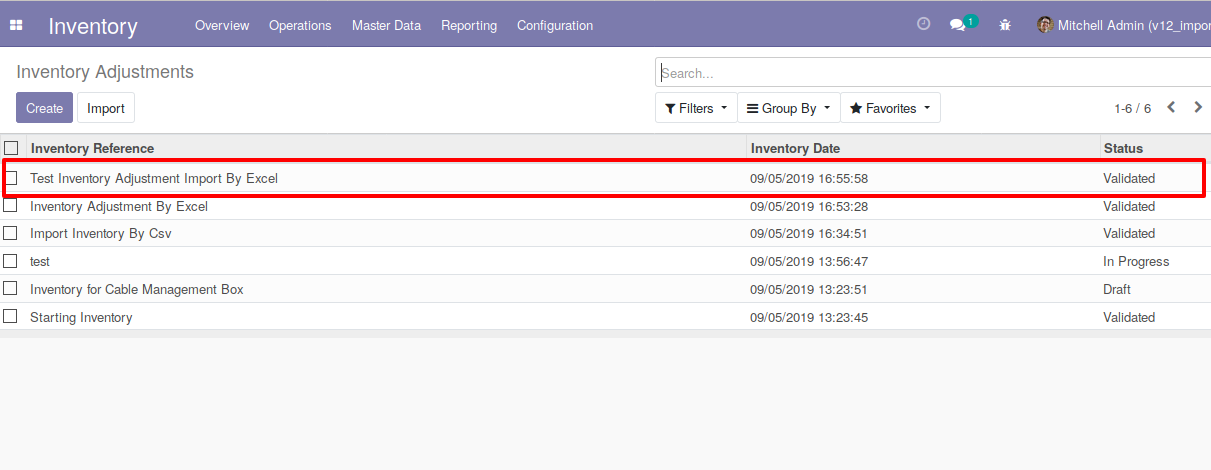 Inventory Overview Operations Master Data Reporting Configuration 1 Mitchell Admin (v12_impor
Inventory Adjustments Search...
Create Import Filters Group By Favorites 1-6 / 6
Inventory Reference Inventory Date Status
Test Inventory Adjustment Import By Excel 09/05/2019 16:55:58 Validated
Inventory Adjustment By Excel 09/05/2019 16:53:28 Validated
Import Inventory By Csv 09/05/2019 16:34:51 Validated
test 09/05/2019 13:56:47 In Progress
Inventory for Cable Management Box 09/05/2019 13:23:51 Draft
Starting Inventory 09/05/2019 13:23:45 Validated